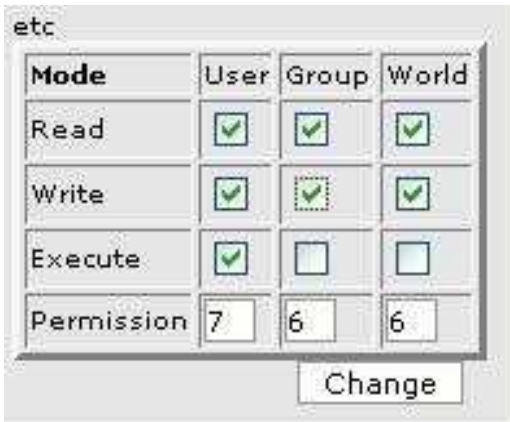 etc
Mode User Group World
Read
Write
Execute
Permission 7 6 6
Change